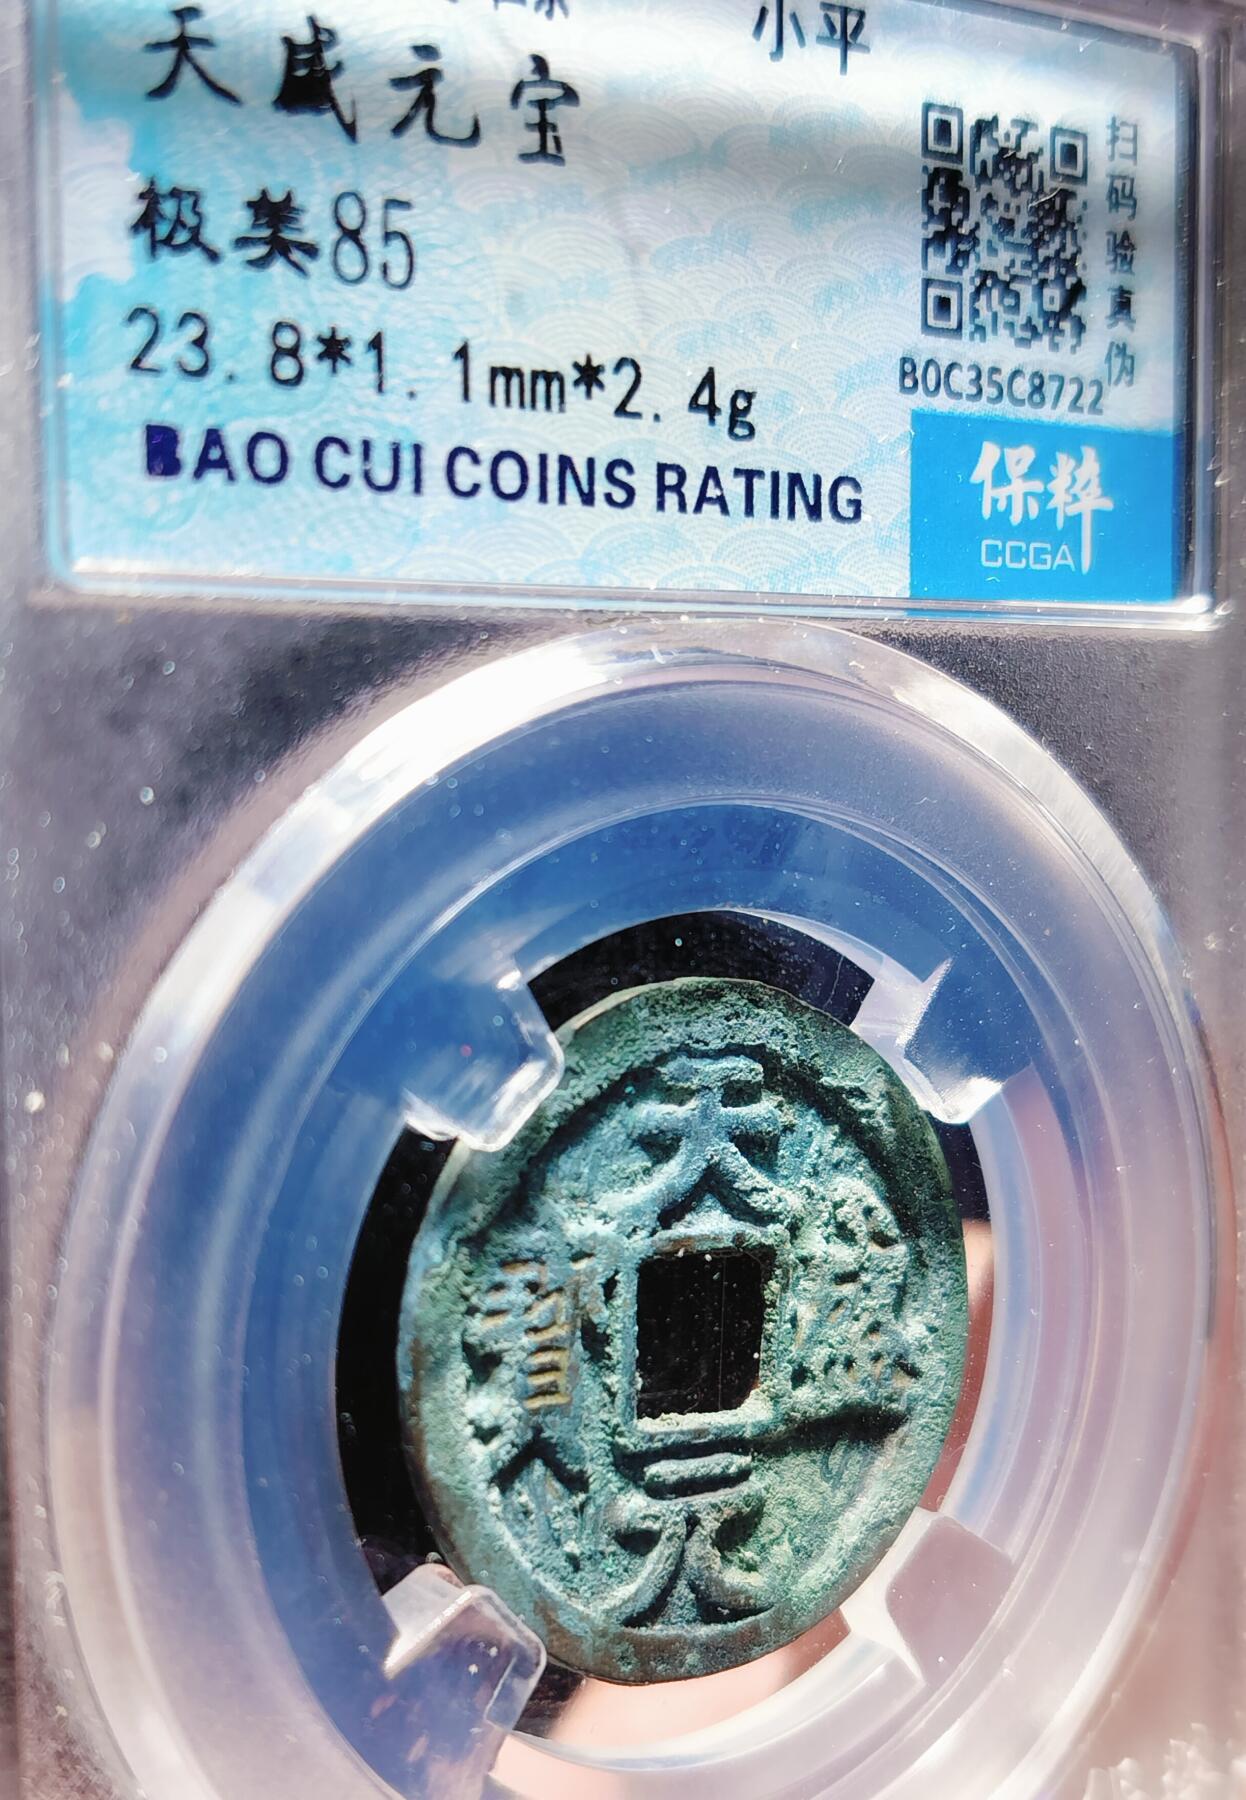 小平
天盛元宝
极美85
23.8*1.1mm*2.4g
BAO CUI COINS RATING
扫码验真伪
B0C35C8722
保粹
CCGA
天盛元寶